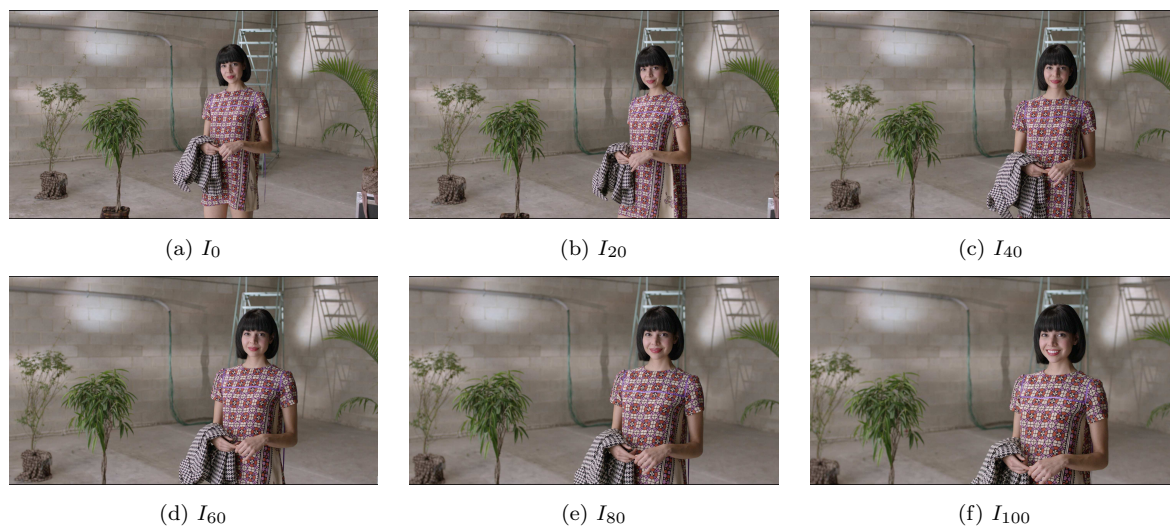 (a) I₀
(b) I₂₀
(c) I₄₀
(d) I₆₀
(e) I₈₀
(f) I₁₀₀